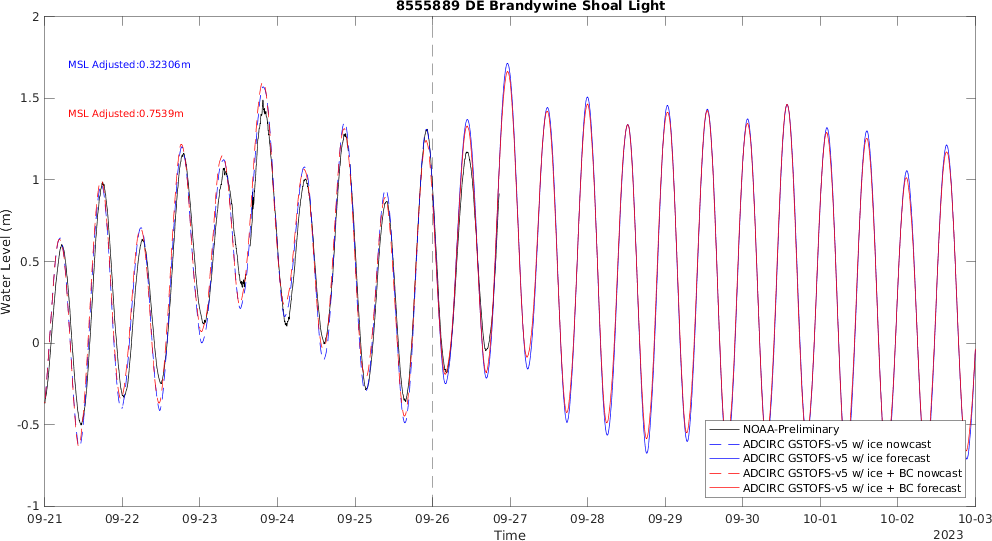 8555889 DE Brandywine Shoal Light
2
1.5
1
0.5
0
-0.5
-1
Water Level (m)
MSL Adjusted:0.32306m
MSL Adjusted:0.7539m
NOAA-Preliminary
ADCIRC GSTOFS-v5 w/ ice nowcast
ADCIRC GSTOFS-v5 w/ ice forecast
ADCIRC GSTOFS-v5 w/ ice + BC nowcast
ADCIRC GSTOFS-v5 w/ ice + BC forecast
09-21 09-22 09-23 09-24 09-25 09-26 09-27 09-28 09-29 09-30 10-01 10-02 10-03
Time
2023